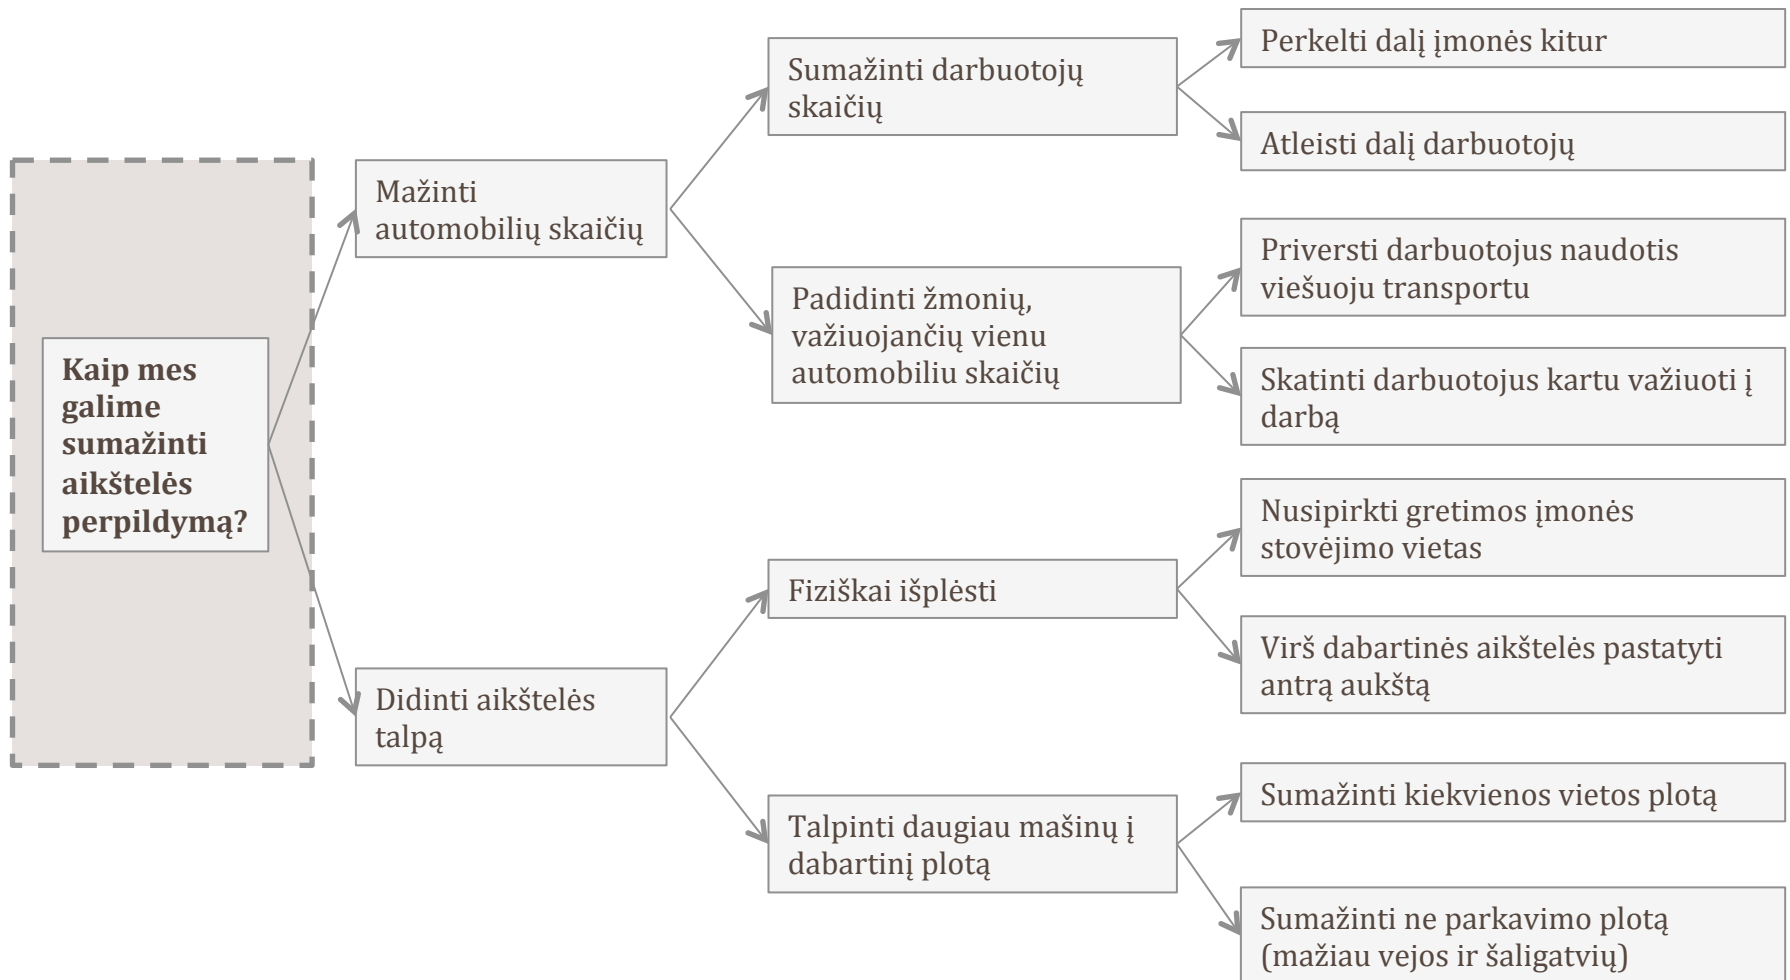 Kaip mes
galime
sumažinti
aikštelės
perpildymą?
Mažinti
automobilių skaičių
Didinti aikštelės
talpą
Sumažinti darbuotojų
skaičių
Padidinti žmonių,
važiuojančių vienu
automobiliu skaičių
Fiziškai išplėsti
Talpinti daugiau mašinų į
dabartinį plotą
Perkelti dalį įmonės kitur
Atleisti dalį darbuotojų
Priversti darbuotojus naudotis
viešuoju transportu
Skatinti darbuotojus kartu važiuoti į
darbą
Nusipirkti gretimos įmonės
stovėjimo vietas
Virš dabartinės aikštelės pastatyti
antrą aukštą
Sumažinti kiekvienos vietos plotą
Sumažinti ne parkavimo plotą
(mažiau vejos ir šaligatvių)